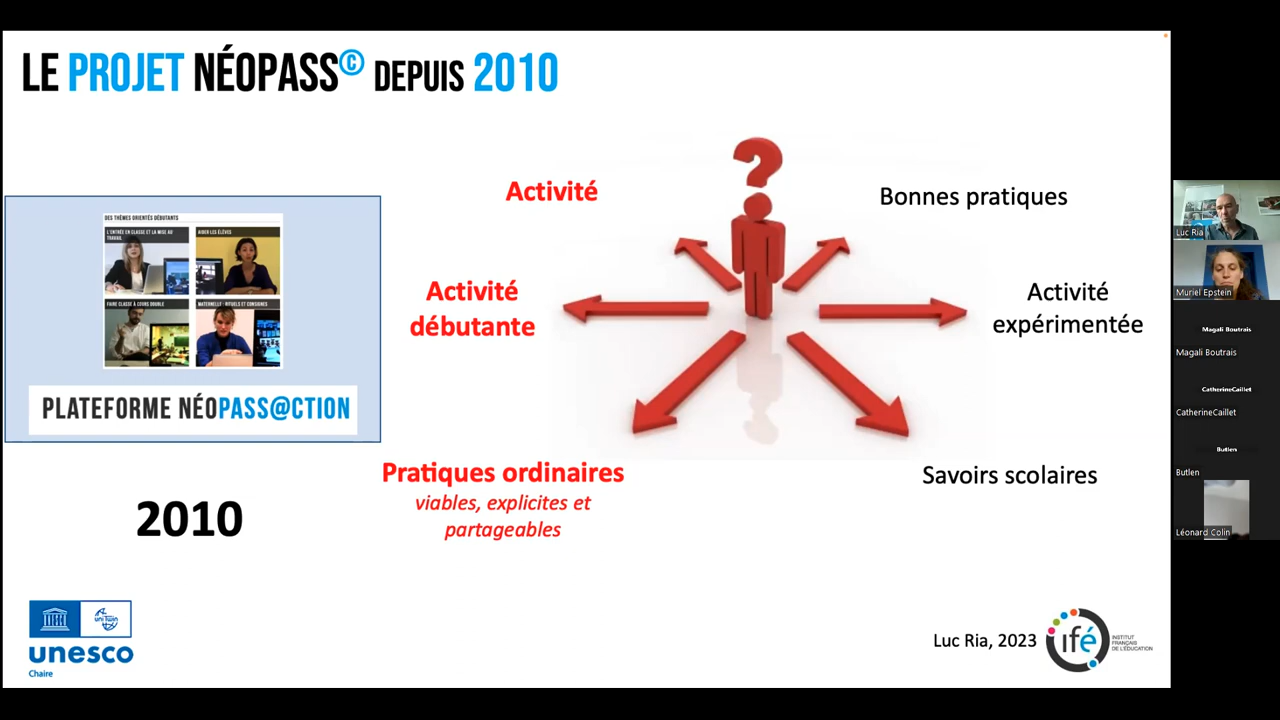 LE PROJET NÉOPASS© DEPUIS 2010
DES THÈMES ORIENTÉS DÉBUTANTS
L'ENTRÉE EN CLASSE ET LA MISE AU
TRAVAIL
AIDER LES ÉLÈVES
FAIRE CLASSE À COURS DOUBLE
MATERNELLE : RITUELS ET CONSIGNES
PLATEFORME NÉOPASS@CTION
2010
?
Activité
Bonnes pratiques
Activité
débutante
Activité
expérimentée
Pratiques ordinaires
viables, explicites et
partageables
Savoirs scolaires
uni Twin
unesco
Chaire
Luc Ria, 2023
ifé
INSTITUT
FRANÇAIS
DE L'ÉDUCATION
Luc Ria
Muriel Epstein
Magali Boutrais
Magali Boutrais
CatherineCaillet
CatherineCaillet
Butlen
Butlen
Léonard Colin